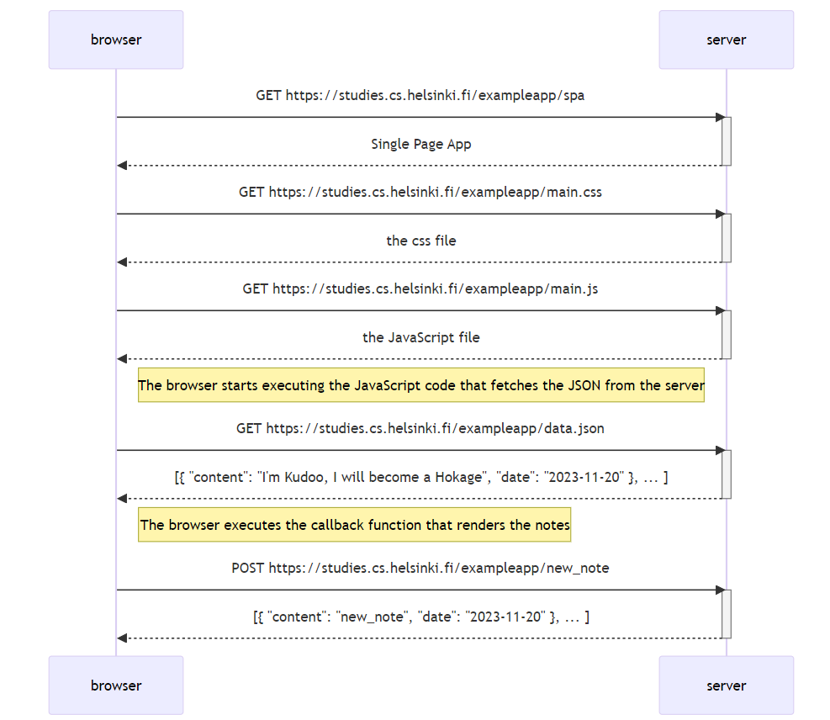 browser
server
GET https://studies.cs.helsinki.fi/exampleapp/spa
Single Page App
GET https://studies.cs.helsinki.fi/exampleapp/main.css
the css file
GET https://studies.cs.helsinki.fi/exampleapp/main.js
the JavaScript file
The browser starts executing the JavaScript code that fetches the JSON from the server
GET https://studies.cs.helsinki.fi/exampleapp/data.json
[{ "content": "I'm Kudoo, I will become a Hokage", "date": "2023-11-20" }, ... ]
The browser executes the callback function that renders the notes
POST https://studies.cs.helsinki.fi/exampleapp/new_note
[{ "content": "new_note", "date": "2023-11-20" }, ... ]
browser
server